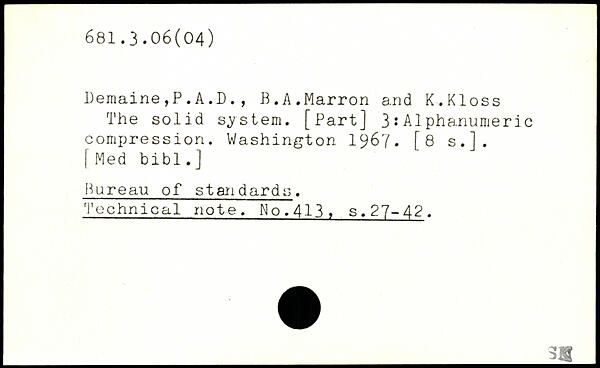 681.3.06(04)
Demaine,P.A.D., B.A.Marron and K.Kloss
The solid system. [Part] 3:Alphanumeric
compression. Washington 1967. [8 s.].
[Med bibl.]
Bureau of standards.
Technical note. No.413, s.27-42.